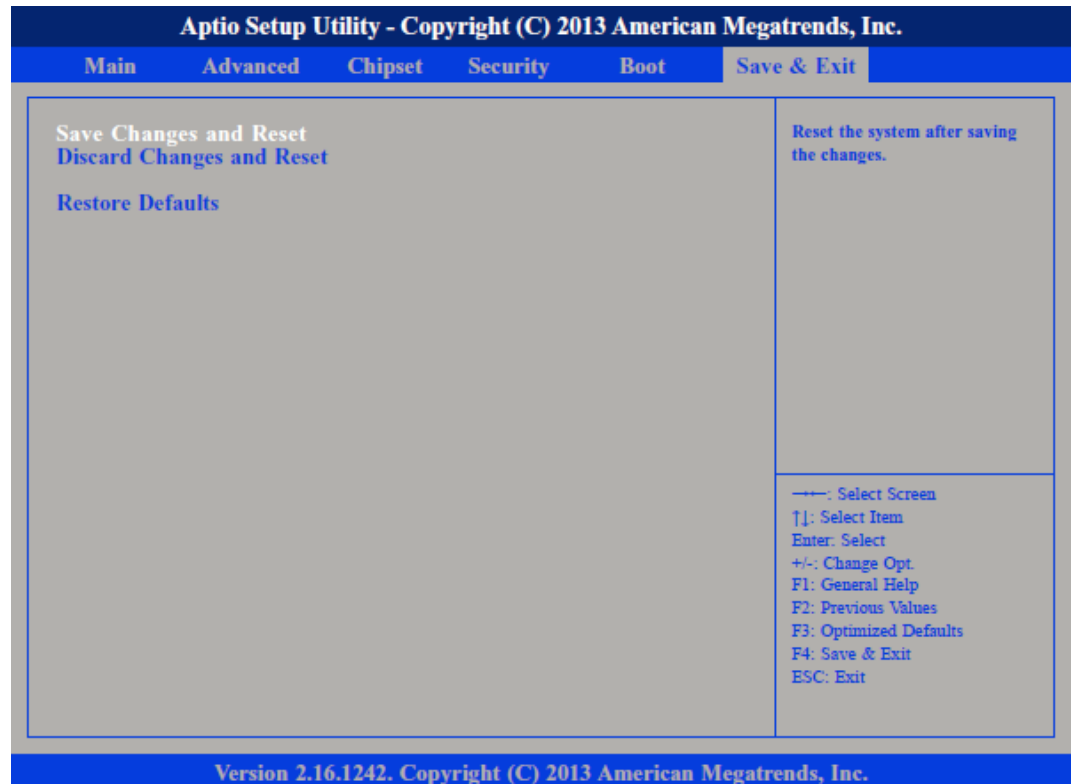 Aptio Setup Utility - Copyright (C) 2013 American Megatrends, Inc.
Main Advanced Chipset Security Boot Save & Exit
Save Changes and Reset
Discard Changes and Reset
Restore Defaults
Reset the system after saving
the changes.
→←: Select Screen
↑↓: Select Item
Enter: Select
+/-: Change Opt.
F1: General Help
F2: Previous Values
F3: Optimized Defaults
F4: Save & Exit
ESC: Exit
Version 2.16.1242. Copyright (C) 2013 American Megatrends, Inc.